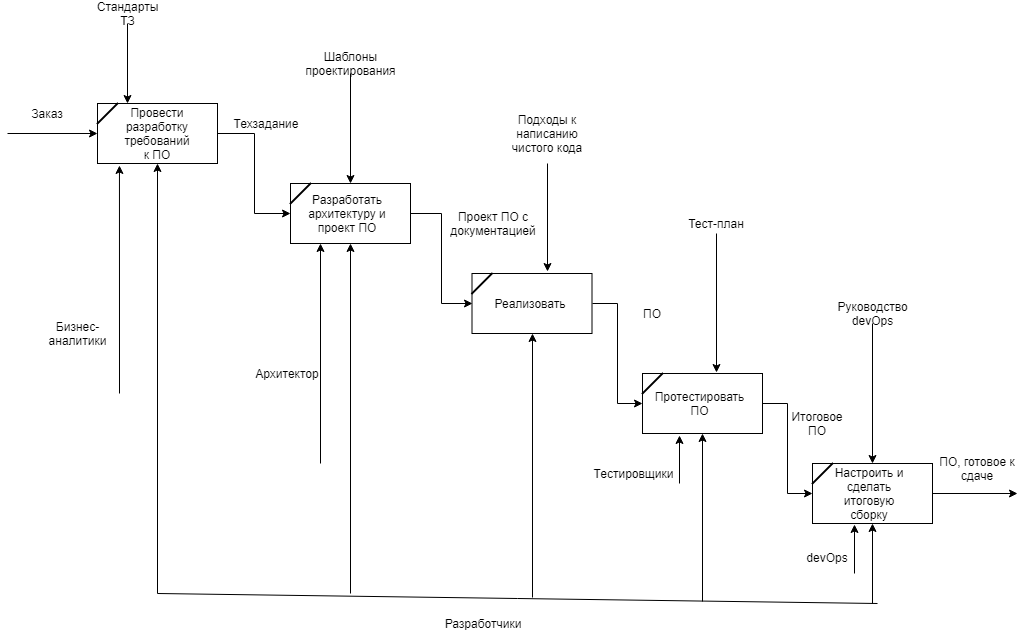 Стандарты
ТЗ
Шаблоны
проектирования
Заказ
Провести
разработку
требований
к ПО
Техзадание
Подходы к
написанию
чистого кода
Разработать
архитектуру и
проект ПО
Проект ПО с
документацией
Тест-план
Реализовать
ПО
Руководство
devOps
Бизнес-
аналитики
Архитектор
Протестировать
ПО
Итоговое
ПО
Тестировщики
Настроить и
сделать
итоговую
сборку
ПО, готовое к
сдаче
devOps
Разработчики